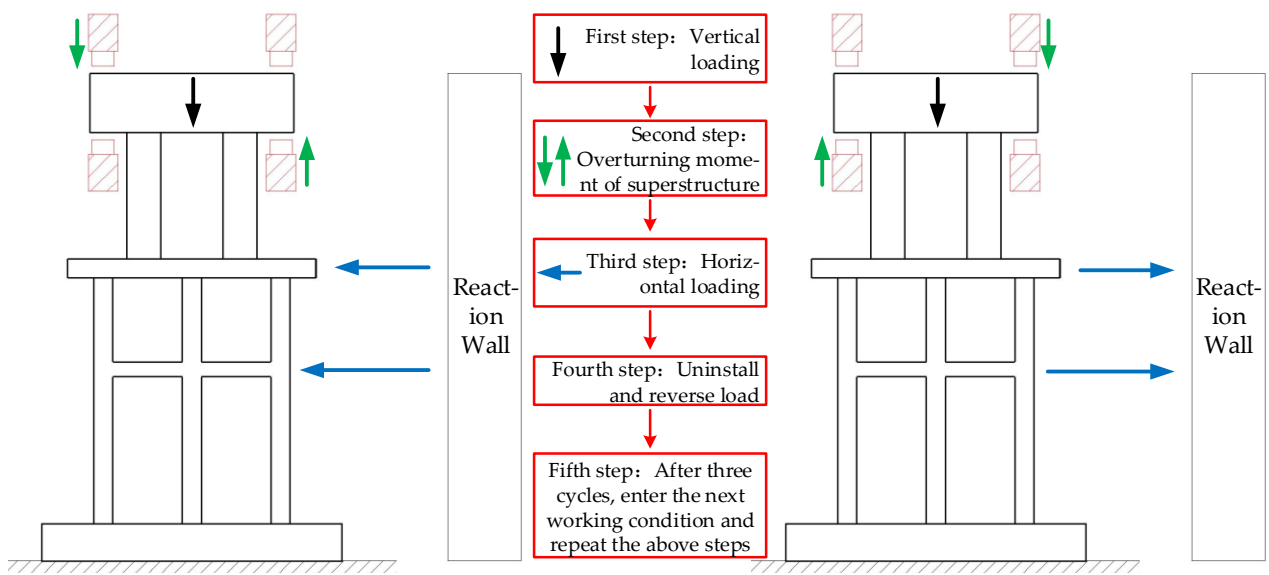 First step：Vertical
loading
Second step：
Overturning mome-
nt of superstructure
Third step：Horiz-
ontal loading
Fourth step：Uninstall
and reverse load
Fifth step：After three
cycles, enter the next
working condition and
repeat the above steps
React-
ion
Wall
React-
ion
Wall